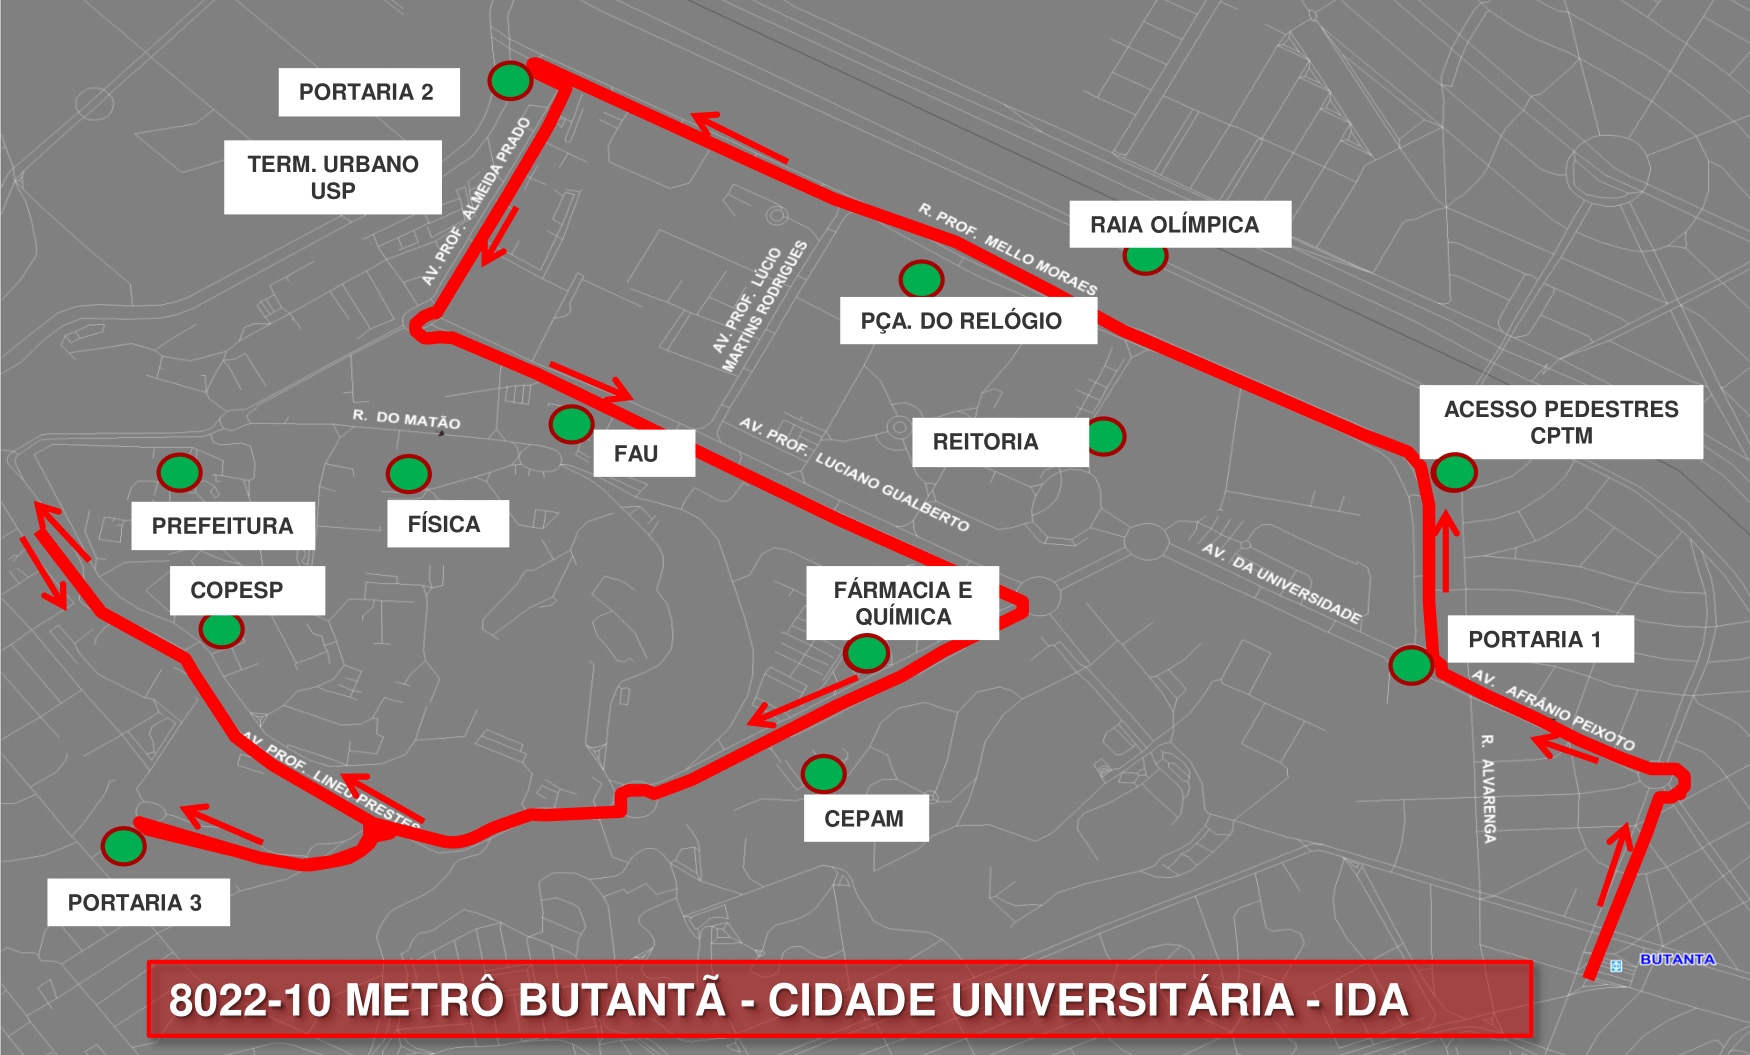 PORTARIA 2
TERM. URBANO
USP
AV. PROF. ALMEIDA PRADO
R. PROF. MELLO MORAES
RAIA OLÍMPICA
AV. PROF. LÚCIO
MARTINS RODRIGUES
PÇA. DO RELÓGIO
ACESSO PEDESTRES
CPTM
R. DO MATÃO
FAU
AV. PROF. LUCIANO GUALBERTO
REITORIA
PREFEITURA
FÍSICA
COPESP
FÁRMACIA E
QUÍMICA
AV. DA UNIVERSIDADE
PORTARIA 1
AV. AFRÂNIO PEIXOTO
R. ALVARENGA
AV. PROF. LINEU PRESTES
CEPAM
PORTARIA 3
BUTANTA
8022-10 METRÔ BUTANTÃ - CIDADE UNIVERSITÁRIA - IDA